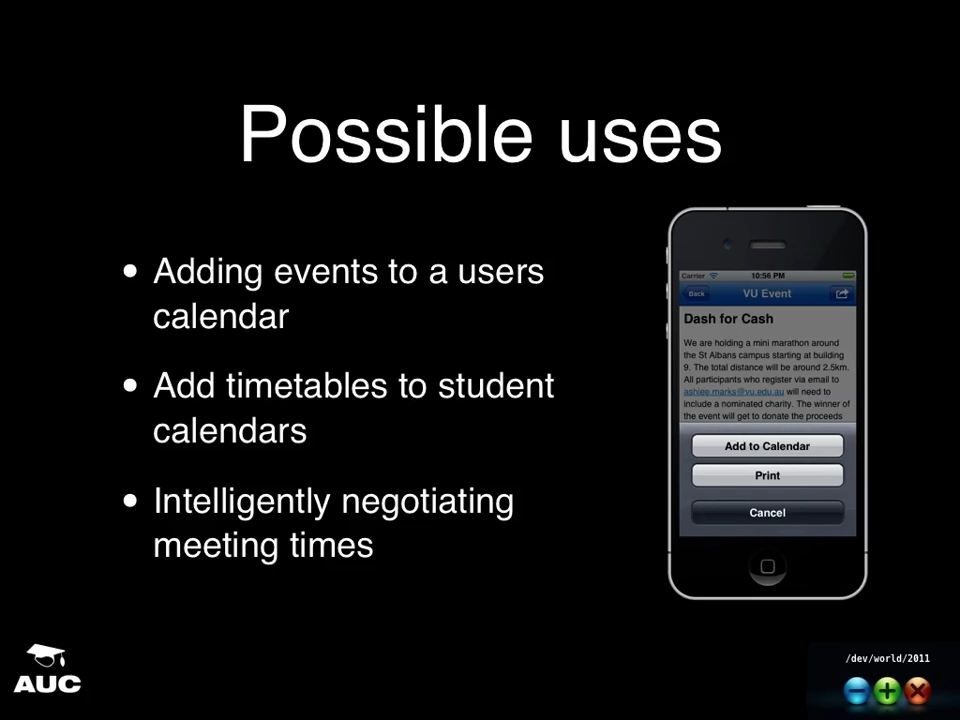 Possible uses
• Adding events to a users
calendar
• Add timetables to student
calendars
• Intelligently negotiating
meeting times
Carrier 10:56 PM
Back VU Event
Dash for Cash
We are holding a mini marathon around
the St Albans campus starting at building
9. The total distance will be around 2.5km.
All participants who register via email to
ashlee.marks@vu.edu.au will need to
include a nominated charity. The winner of
the event will get to donate the proceeds
Add to Calendar
Print
Cancel
AUC
/dev/world/2011